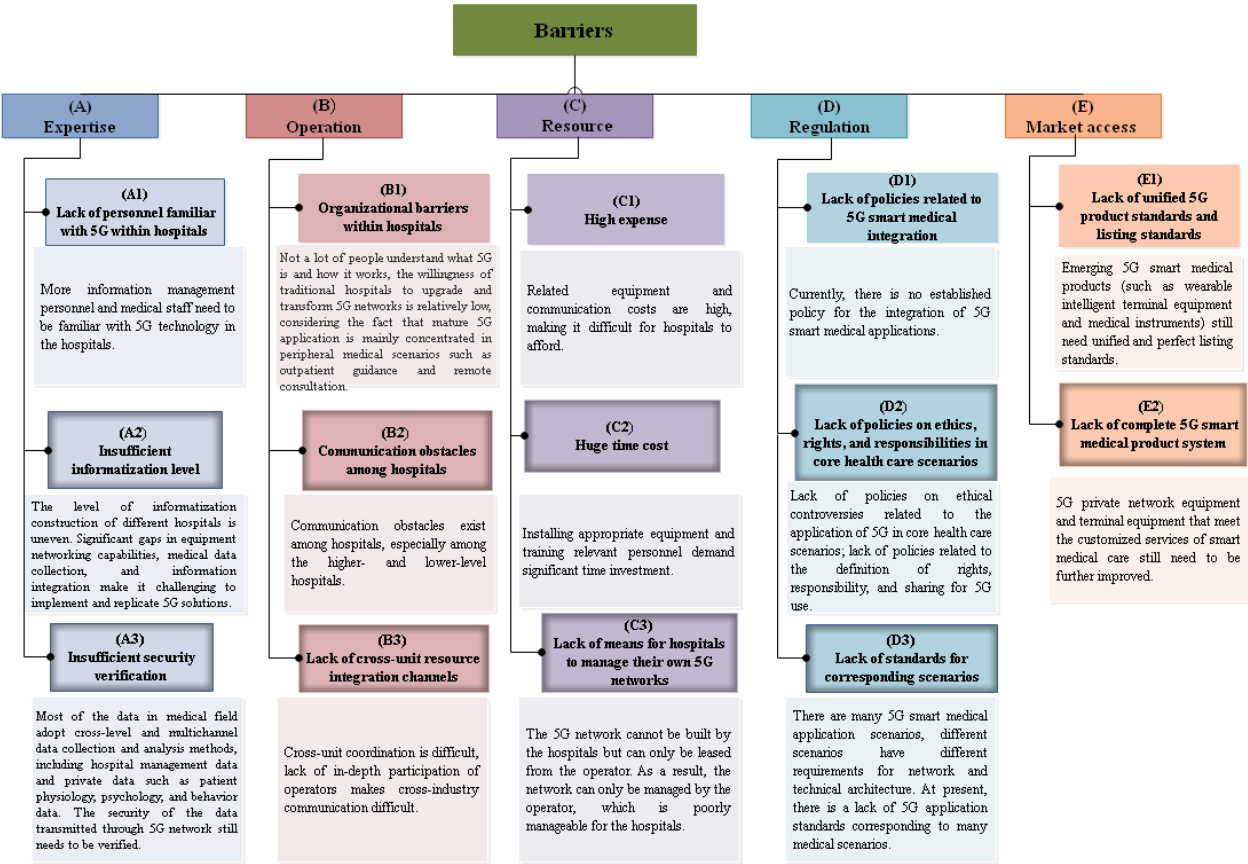 Barriers
(A)
Expertise
(A1)
Lack of personnel familiar
with 5G within hospitals
More information management
personnel and medical staff need to
be familiar with 5G technology in
the hospitals.
(A2)
Insufficient
informatization level
The level of informatization
construction of different hospitals is
uneven. Significant gaps in equipment
networking capabilities, medical data
collection, and information
integration make it challenging to
implement and replicate 5G solutions.
(A3)
Insufficient security
verification
Most of the data in medical field
adopt cross-level and multichannel
data collection and analysis methods,
including hospital management data
and private data such as patient
physiology, psychology, and behavior
data. The security of the data
transmitted through 5G network still
needs to be verified.
(B)
Operation
(B1)
Organizational barriers
within hospitals
Not a lot of people understand what 5G
is and how it works, the willingness of
traditional hospitals to upgrade and
transform 5G networks is relatively low,
considering the fact that mature 5G
application is mainly concentrated in
peripheral medical scenarios such as
outpatient guidance and remote
consultation.
(B2)
Communication obstacles
among hospitals
Communication obstacles exist
among hospitals, especially among
the higher- and lower-level
hospitals.
(B3)
Lack of cross-unit resource
integration channels
Cross-unit coordination is difficult,
lack of in-depth participation of
operators makes cross-industry
communication difficult.
(C)
Resource
(C1)
High expense
Related equipment and
communication costs are high,
making it difficult for hospitals to
afford.
(C2)
Huge time cost
Installing appropriate equipment and
training relevant personnel demand
significant time investment.
(C3)
Lack of means for hospitals
to manage their own 5G
networks
The 5G network cannot be built by
the hospitals but can only be leased
from the operator. As a result, the
network can only be managed by the
operator, which is poorly
manageable for the hospitals.
(D)
Regulation
(D1)
Lack of policies related to
5G smart medical
integration
Currently, there is no established
policy for the integration of 5G
smart medical applications.
(D2)
Lack of policies on ethics,
rights, and responsibilities in
core health care scenarios
Lack of policies on ethical
controversies related to the
application of 5G in core health care
scenarios; lack of policies related to
the definition of rights,
responsibility, and sharing for 5G
use.
(D3)
Lack of standards for
corresponding scenarios
There are many 5G smart medical
application scenarios, different
scenarios have different
requirements for network and
technical architecture. At present,
there is a lack of 5G application
standards corresponding to many
medical scenarios.
(E)
Market access
(E1)
Lack of unified 5G
product standards and
listing standards
Emerging 5G smart medical
products (such as wearable
intelligent terminal equipment
and medical instruments) still
need unified and perfect listing
standards.
(E2)
Lack of complete 5G smart
medical product system
5G private network equipment
and terminal equipment that meet
the customized services of smart
medical care still need to be
further improved.